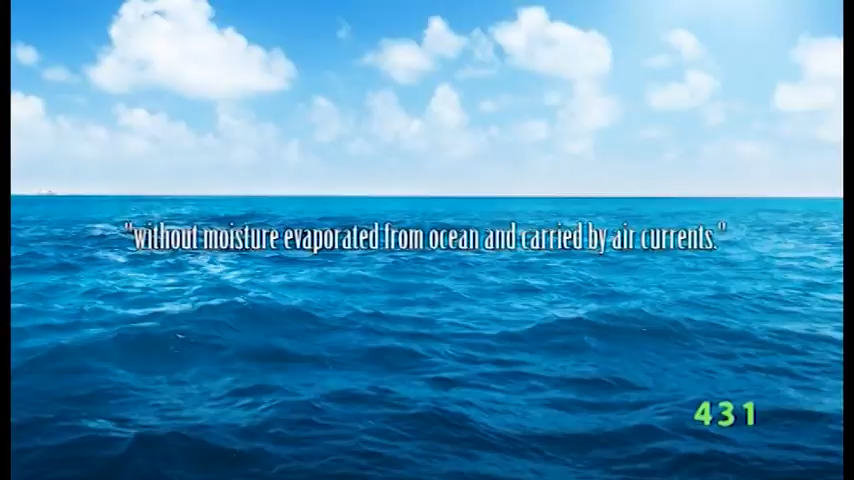 "without moisture evaporated from ocean and carried by air currents."
431